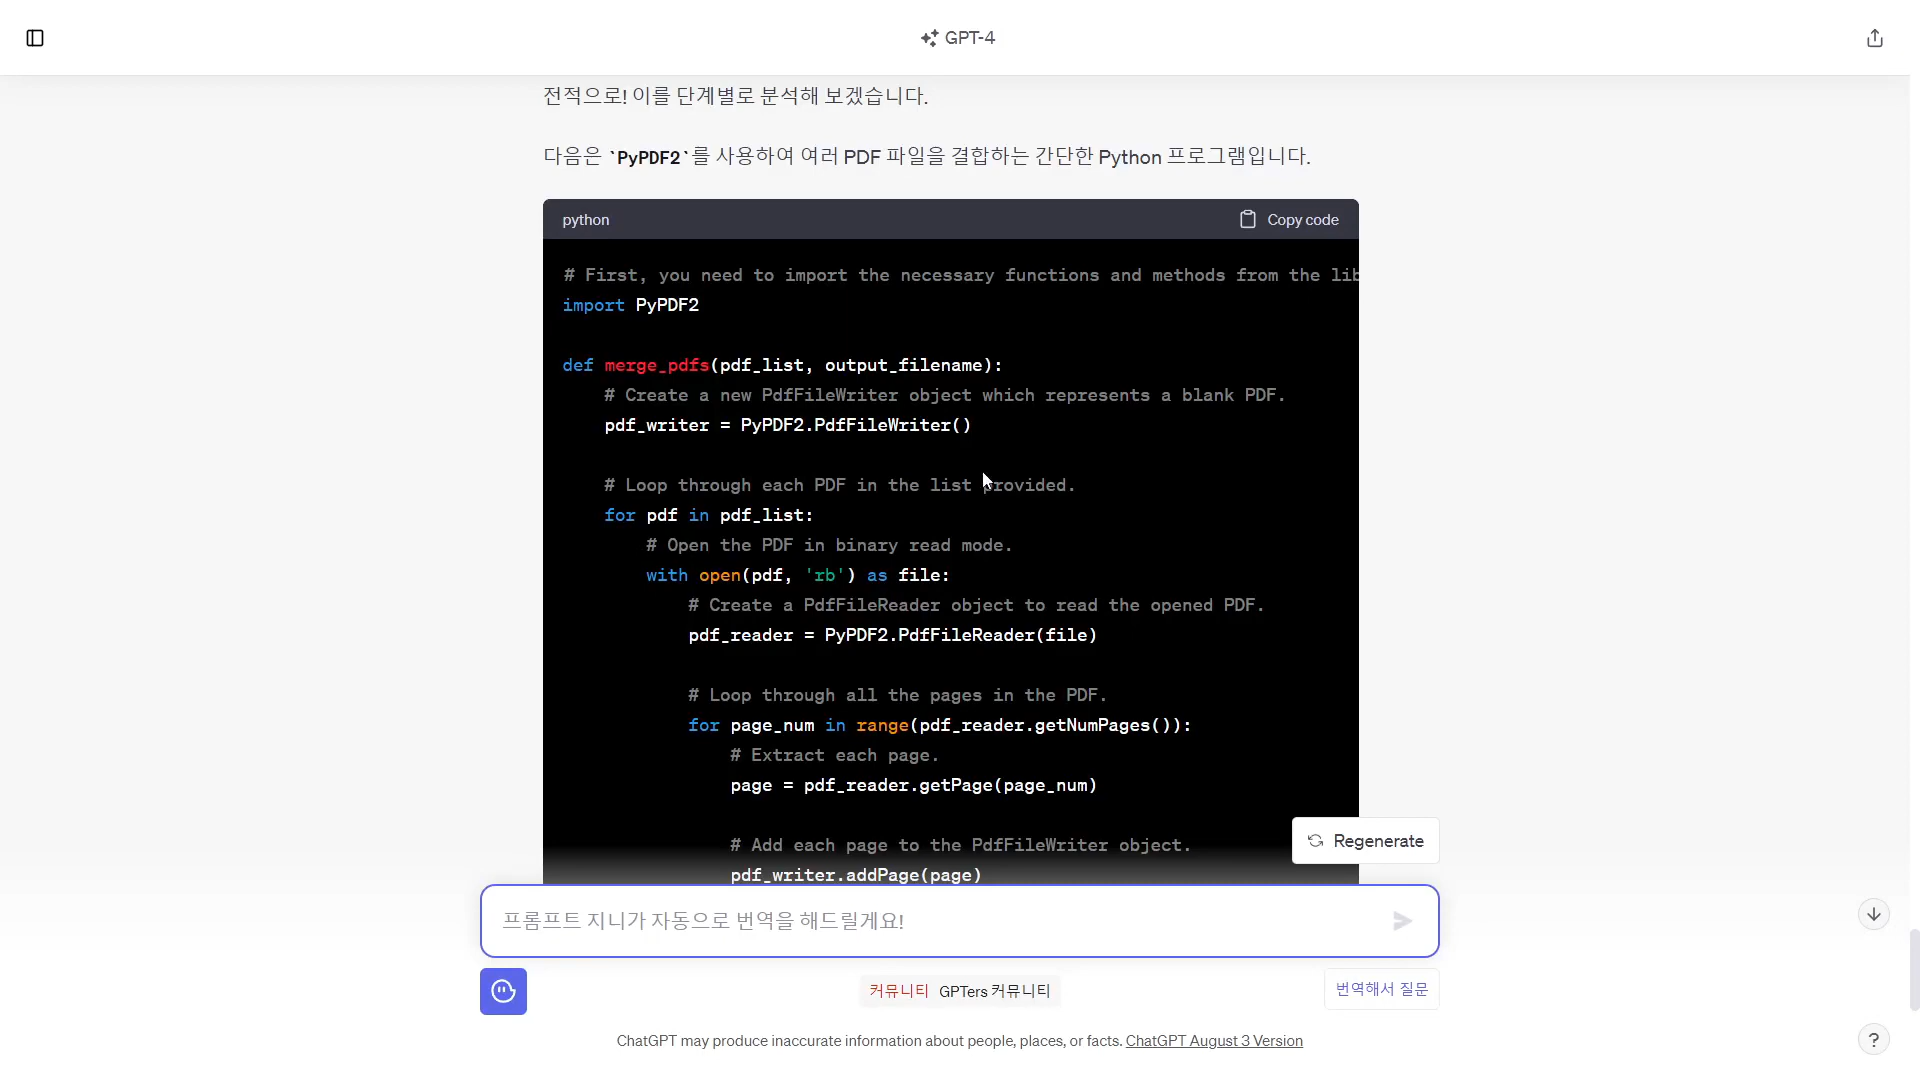 GPT-4
전적으로! 이를 단계별로 분석해 보겠습니다.
다음은 `PyPDF2`를 사용하여 여러 PDF 파일을 결합하는 간단한 Python 프로그램입니다.
python
Copy code
# First, you need to import the necessary functions and methods from the lib
import PyPDF2
def merge_pdfs(pdf_list, output_filename):
# Create a new PdfFileWriter object which represents a blank PDF.
pdf_writer = PyPDF2.PdfFileWriter()
# Loop through each PDF in the list provided.
for pdf in pdf_list:
# Open the PDF in binary read mode.
with open(pdf, 'rb') as file:
# Create a PdfFileReader object to read the opened PDF.
pdf_reader = PyPDF2.PdfFileReader(file)
# Loop through all the pages in the PDF.
for page_num in range(pdf_reader.getNumPages()):
# Extract each page.
page = pdf_reader.getPage(page_num)
# Add each page to the PdfFileWriter object.
pdf_writer.addPage(page)
Regenerate
프롬프트 지니가 자동으로 번역을 해드릴게요!
커뮤니티 GPTers 커뮤니티
번역해서 질문
ChatGPT may produce inaccurate information about people, places, or facts. ChatGPT August 3 Version
?